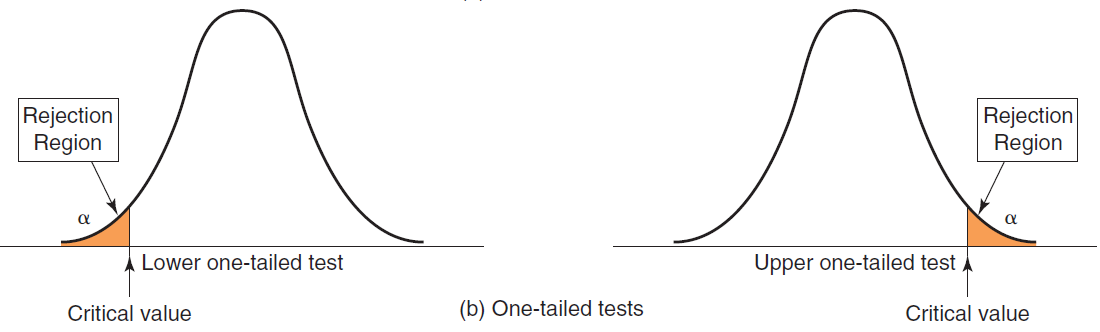 Rejection
Region
α
Lower one-tailed test
Critical value
(b) One-tailed tests
Rejection
Region
α
Upper one-tailed test
Critical value